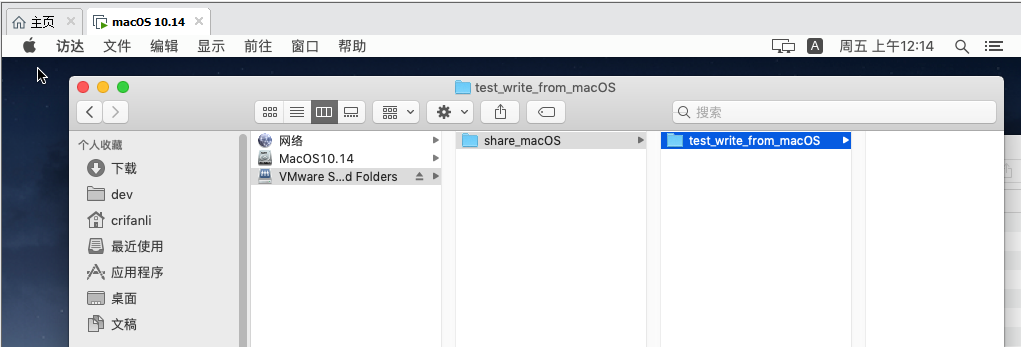 主页 macOS 10.14
访达 文件 编辑 显示 前往 窗口 帮助 A 周五 上午12:14
test_write_from_macOS
搜索
个人收藏
下载
dev
crifanli
最近使用
应用程序
桌面
文稿
网络
MacOS10.14
VMware S...d Folders
share_macOS
test_write_from_macOS